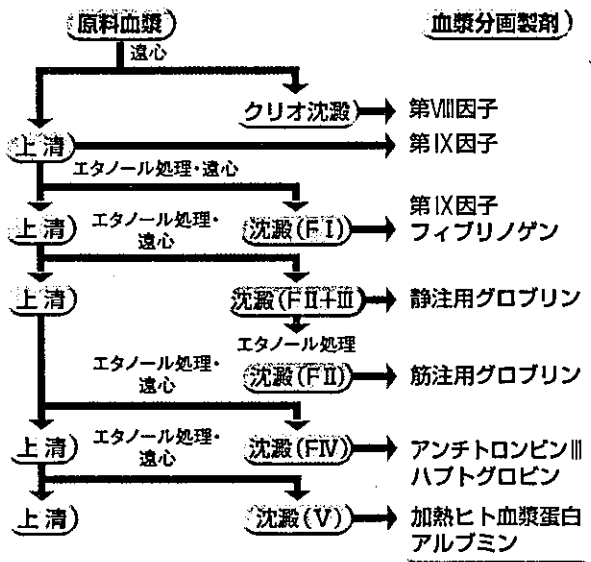 原料血漿
血漿分画製剤
遠心
クリオ沈澱
第Ⅷ因子
上清
第Ⅸ因子
エタノール処理・遠心
上清
エタノール処理・
遠心
沈澱(FⅠ)
第Ⅸ因子
フィブリノゲン
上清
沈澱(FⅡ+Ⅲ)
静注用グロブリン
エタノール処理
エタノール処理・
遠心
沈澱(FⅡ)
筋注用グロブリン
上清
エタノール処理・
遠心
沈澱(FⅣ)
アンチトロンビンⅢ
ハプトグロビン
上清
沈澱(Ⅴ)
加熱ヒト血漿蛋白
アルブミン